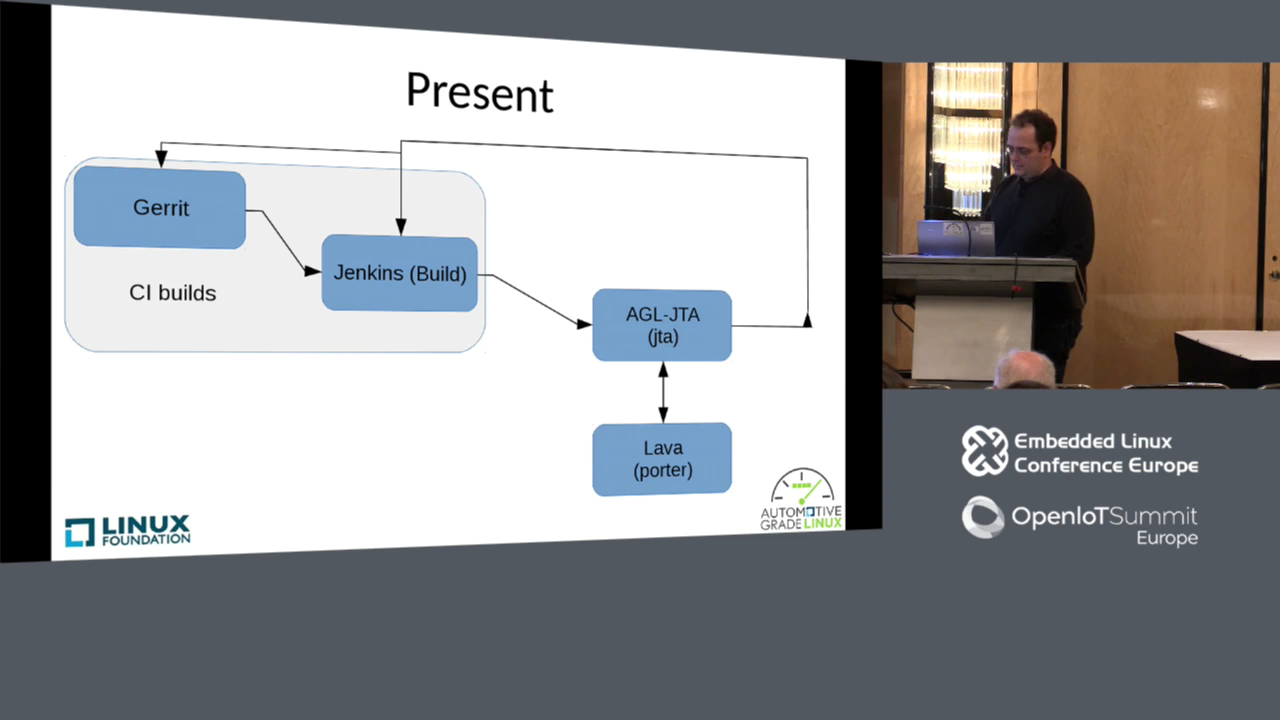 Present
Gerrit
Jenkins (Build)
CI builds
AGL-JTA
(jta)
Lava
(porter)
LINUX
FOUNDATION
AUTOMOTIVE
GRADE LINUX
Embedded Linux
Conference Europe
OpenIoTSummit
Europe